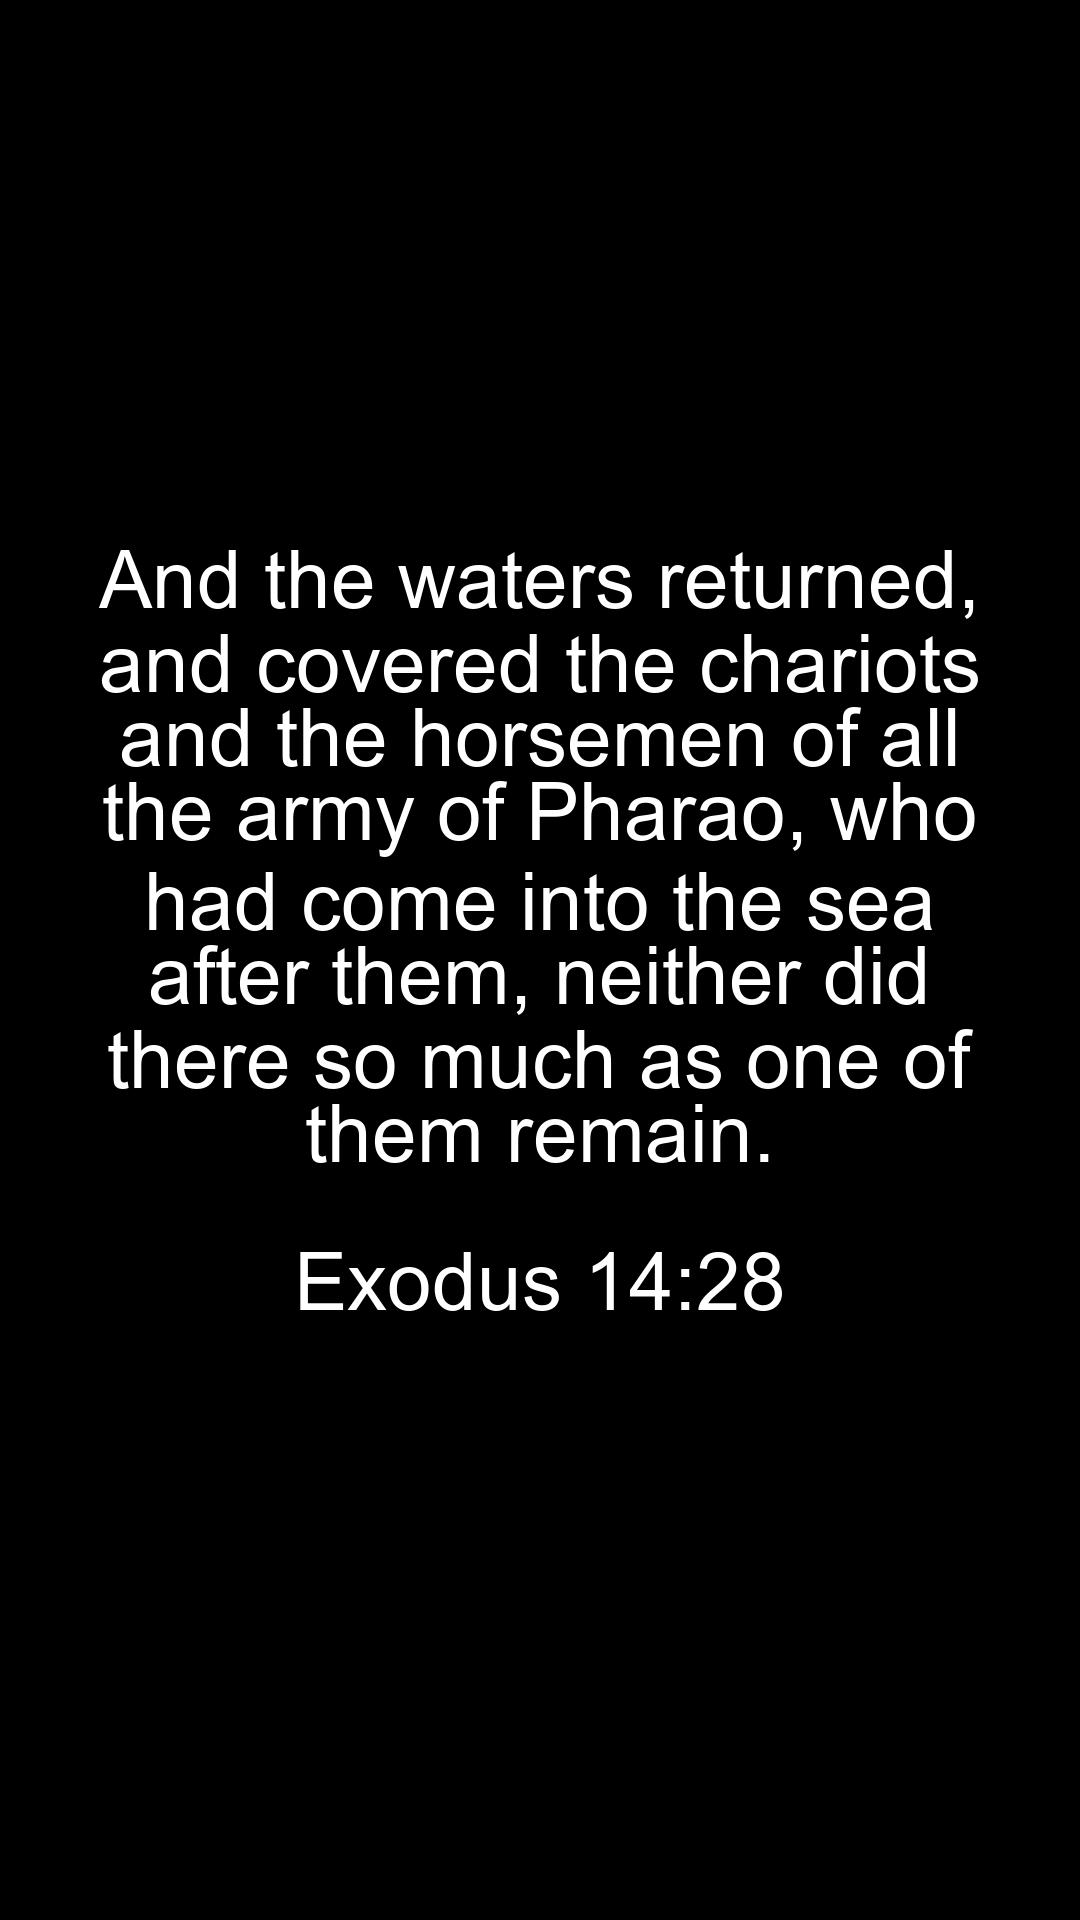 And the waters returned,
and covered the chariots
and the horsemen of all
the army of Pharao, who
had come into the sea
after them, neither did
there so much as one of
them remain.
Exodus 14:28